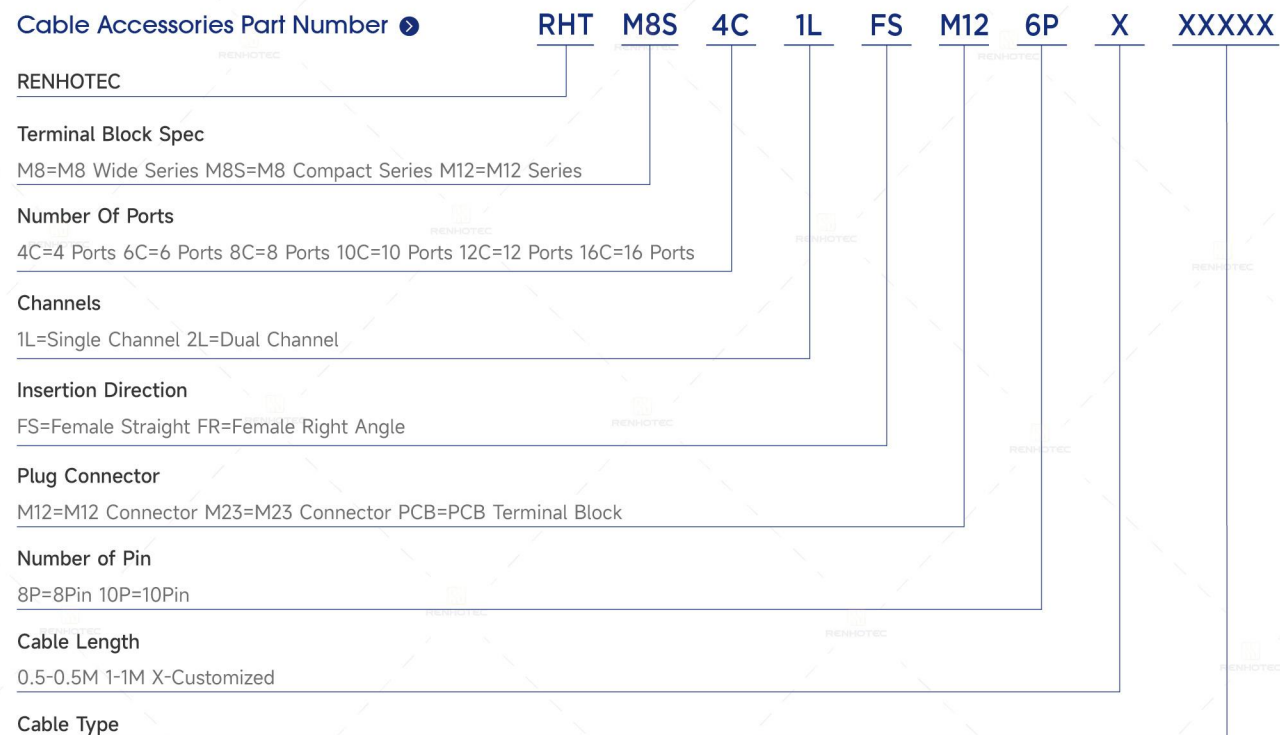 Cable Accessories Part Number RHT M8S 4C 1L FS M12 6P X XXXXX
RENHOTEC
Terminal Block Spec
M8=M8 Wide Series M8S=M8 Compact Series M12=M12 Series
Number Of Ports
4C=4 Ports 6C=6 Ports 8C=8 Ports 10C=10 Ports 12C=12 Ports 16C=16 Ports
Channels
1L=Single Channel 2L=Dual Channel
Insertion Direction
FS=Female Straight FR=Female Right Angle
Plug Connector
M12=M12 Connector M23=M23 Connector PCB=PCB Terminal Block
Number of Pin
8P=8Pin 10P=10Pin
Cable Length
0.5-0.5M 1-1M X-Customized
Cable Type